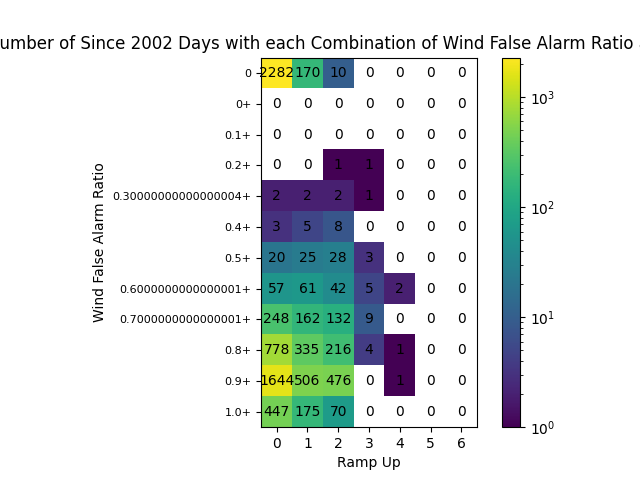 umber of Since 2002 Days with each Combination of Wind False Alarm Ratio
0 2282 170 10 0 0 0 0
0+ 0 0 0 0 0 0 0
0.1+ 0 0 0 0 0 0 0
0.2+ 0 0 1 1 0 0 0
0.30000000000000004+ 2 2 2 1 0 0 0
0.4+ 3 5 8 0 0 0 0
0.5+ 20 25 28 3 0 0 0
0.6000000000000001+ 57 61 42 5 2 0 0
0.7000000000000001+ 248 162 132 9 0 0 0
0.8+ 778 335 216 4 1 0 0
0.9+ 1644 506 476 0 1 0 0
1.0+ 447 175 70 0 0 0 0
0 1 2 3 4 5 6
Ramp Up
Wind False Alarm Ratio
10³
10²
10¹
10⁰